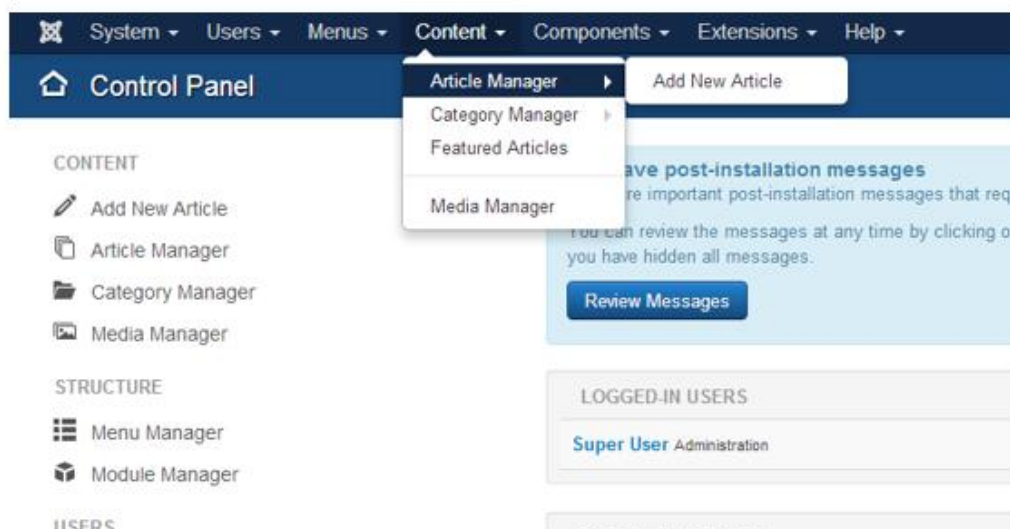 System Users Menus Content Components Extensions Help
Control Panel
Article Manager
Add New Article
Category Manager
Featured Articles
Media Manager
CONTENT
Add New Article
Article Manager
Category Manager
Media Manager
STRUCTURE
Menu Manager
Module Manager
USERS
post-installation messages
important post-installation messages that
You can review the messages at any time by clicking
you have hidden all messages.
Review Messages
LOGGED-IN USERS
Super User Administration